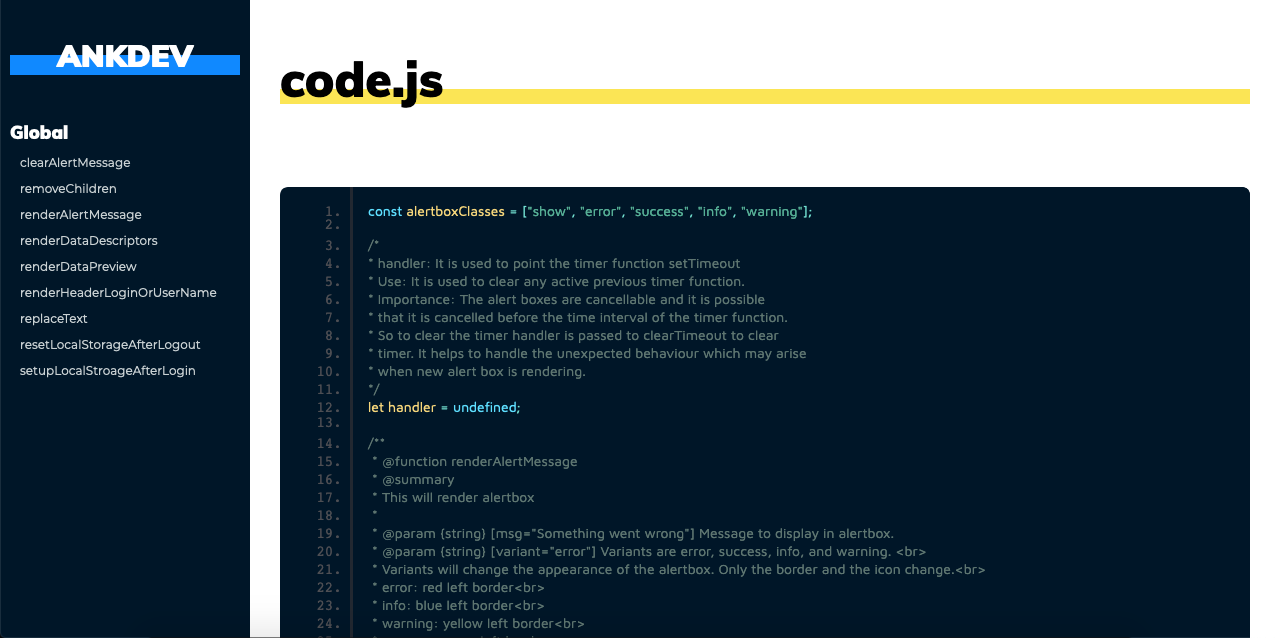 ANKDEV
Global
clearAlertMessage
removeChildren
renderAlertMessage
renderDataDescriptors
renderDataPreview
renderHeaderLoginOrUserName
replaceText
resetLocalStorageAfterLogout
setupLocalStroageAfterLogin
code.js
1. const alertboxClasses = ["show", "error", "success", "info", "warning"];
2.
3. /*
4. * handler: It is used to point the timer function setTimeout
5. * Use: It is used to clear any active previous timer function.
6. * Importance: The alert boxes are cancellable and it is possible
7. * that it is cancelled before the time interval of the timer function.
8. * So to clear the timer handler is passed to clearTimeout to clear
9. * timer. It helps to handle the unexpected behaviour which may arise
10. * when new alert box is rendering.
11. */
12. let handler = undefined;
13.
14. /**
15. * @function renderAlertMessage
16. * @summary
17. * This will render alertbox
18. *
19. * @param {string} [msg="Something went wrong"] Message to display in alertbox.
20. * @param {string} [variant="error"] Variants are error, success, info, and warning. <br>
21. * Variants will change the appearance of the alertbox. Only the border and the icon change.<br>
22. * error: red left border<br>
23. * info: blue left border<br>
24. * warning: yellow left border<br>